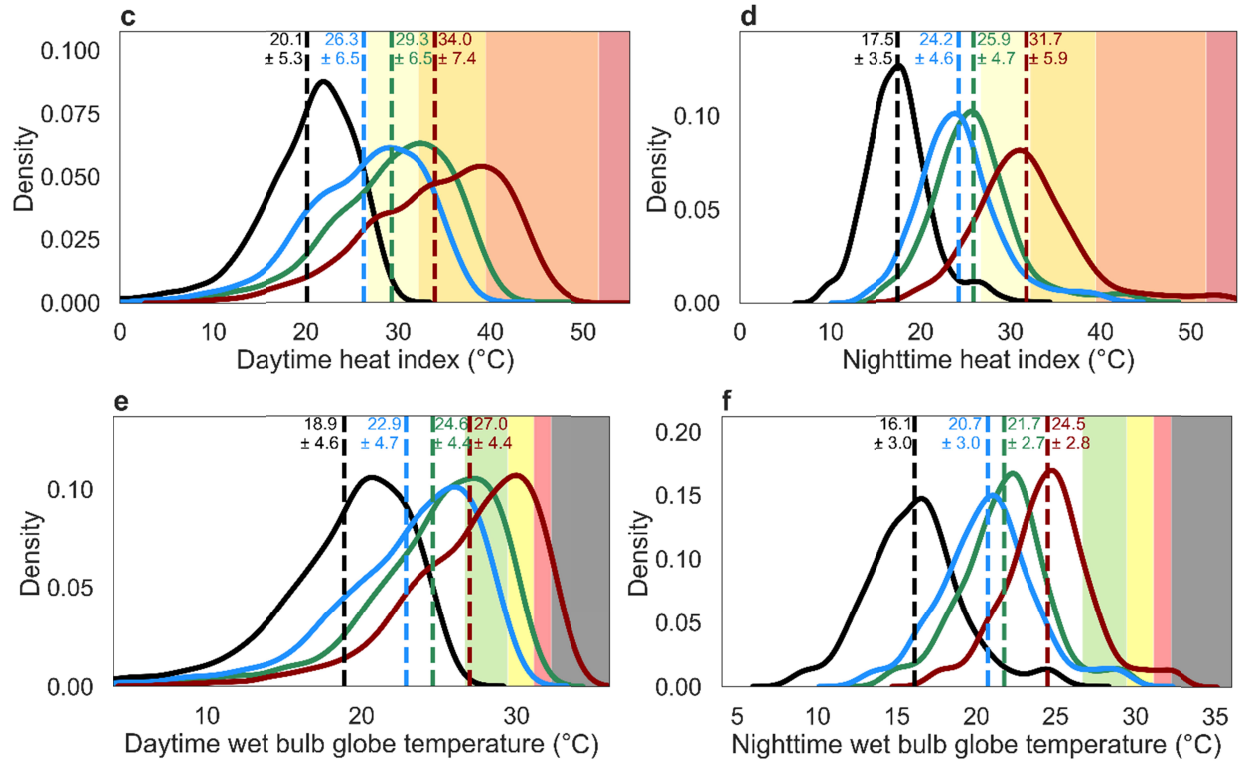 c
20.1 26.3 29.3 34.0
± 5.3 ± 6.5 ± 6.5 ± 7.4
0.100
0.075
0.050
0.025
0.000
Density
0 10 20 30 40 50
Daytime heat index (°C)
d
17.5 24.2 25.9 31.7
± 3.5 ± 4.6 ± 4.7 ± 5.9
0.10
0.05
0.00
Density
0 10 20 30 40 50
Nighttime heat index (°C)
e
18.9 22.9 24.6 27.0
± 4.6 ± 4.7 ± 4.4 ± 4.4
0.10
0.05
0.00
Density
10 20 30
Daytime wet bulb globe temperature (°C)
f
16.1 20.7 21.7 24.5
± 3.0 ± 3.0 ± 2.7 ± 2.8
0.20
0.15
0.10
0.05
0.00
Density
5 10 15 20 25 30 35
Nighttime wet bulb globe temperature (°C)